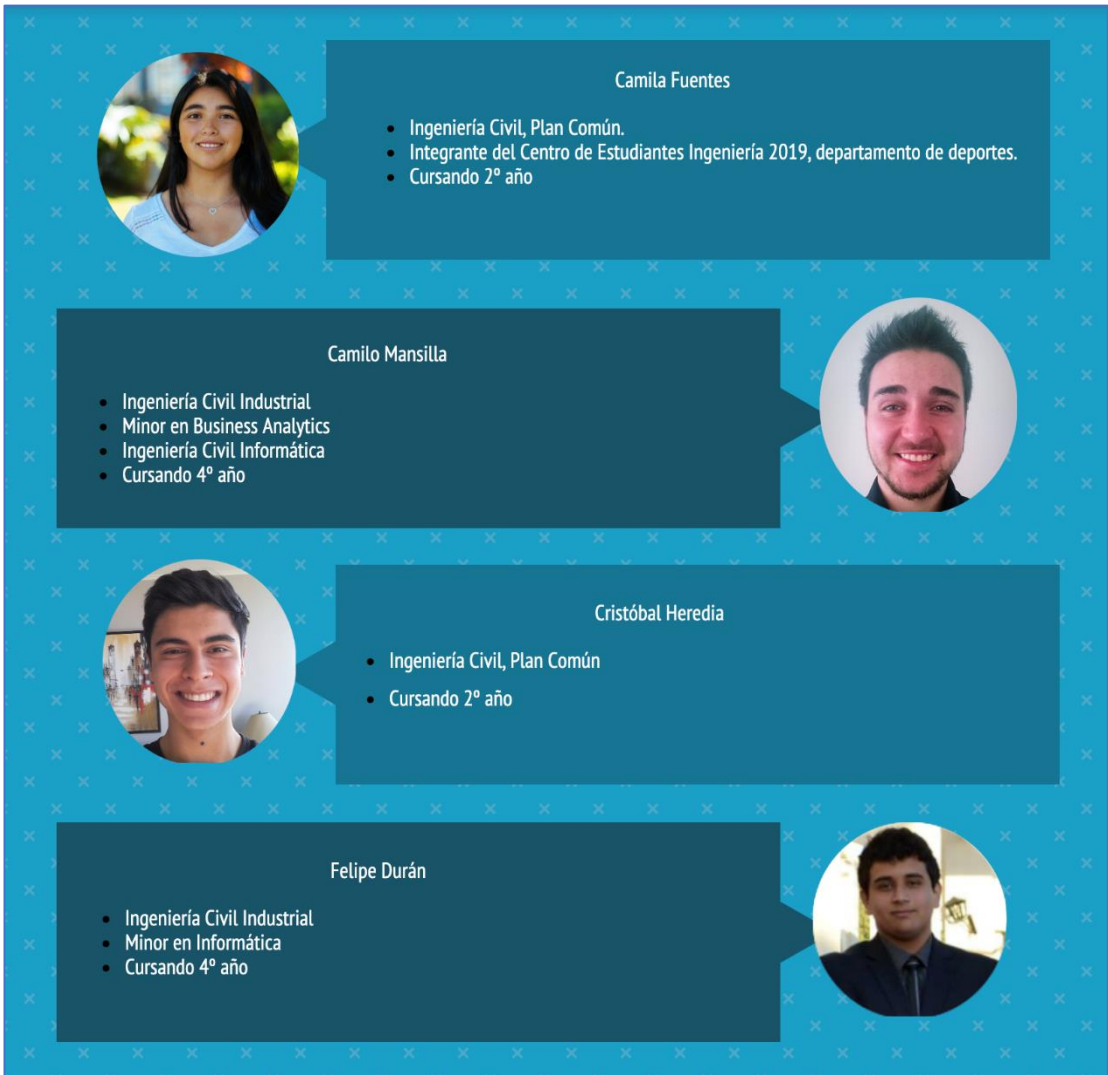 Camila Fuentes
• Ingeniería Civil, Plan Común.
• Integrante del Centro de Estudiantes Ingeniería 2019, departamento de deportes.
• Cursando 2º año
Camilo Mansilla
• Ingeniería Civil Industrial
• Minor en Business Analytics
• Ingeniería Civil Informática
• Cursando 4º año
Cristóbal Heredia
• Ingeniería Civil, Plan Común
• Cursando 2º año
Felipe Durán
• Ingeniería Civil Industrial
• Minor en Informática
• Cursando 4º año